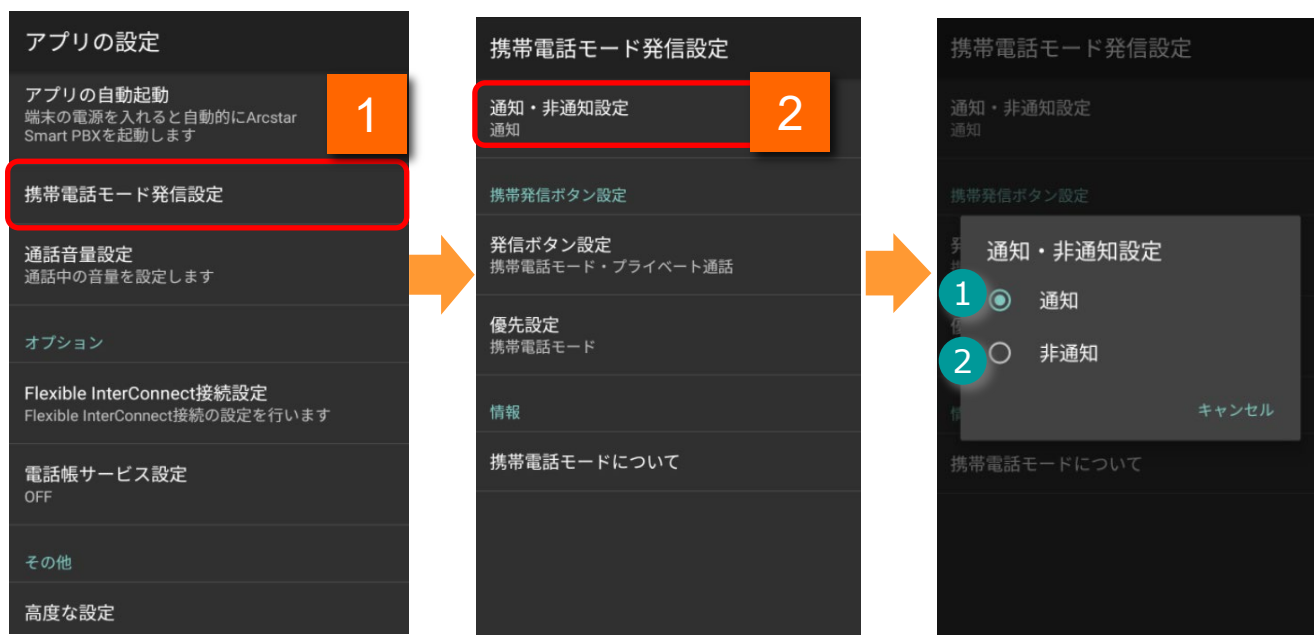 アプリの設定
アプリの自動起動
端末の電源を入れると自動的にArcstar
Smart PBXを起動します
1
携帯電話モード発信設定
通話音量設定
通話中の音量を設定します
オプション
Flexible InterConnect接続設定
Flexible InterConnect接続の設定を行います
電話帳サービス設定
OFF
その他
高度な設定
携帯電話モード発信設定
通知・非通知設定
通知
2
携帯発信ボタン設定
発信ボタン設定
携帯電話モード・プライベート通話
優先設定
携帯電話モード
情報
携帯電話モードについて
携帯電話モード発信設定
通知・非通知設定
通知
携帯発信ボタン設定
通知・非通知設定
1
通知
2
非通知
キャンセル
携帯電話モードについて